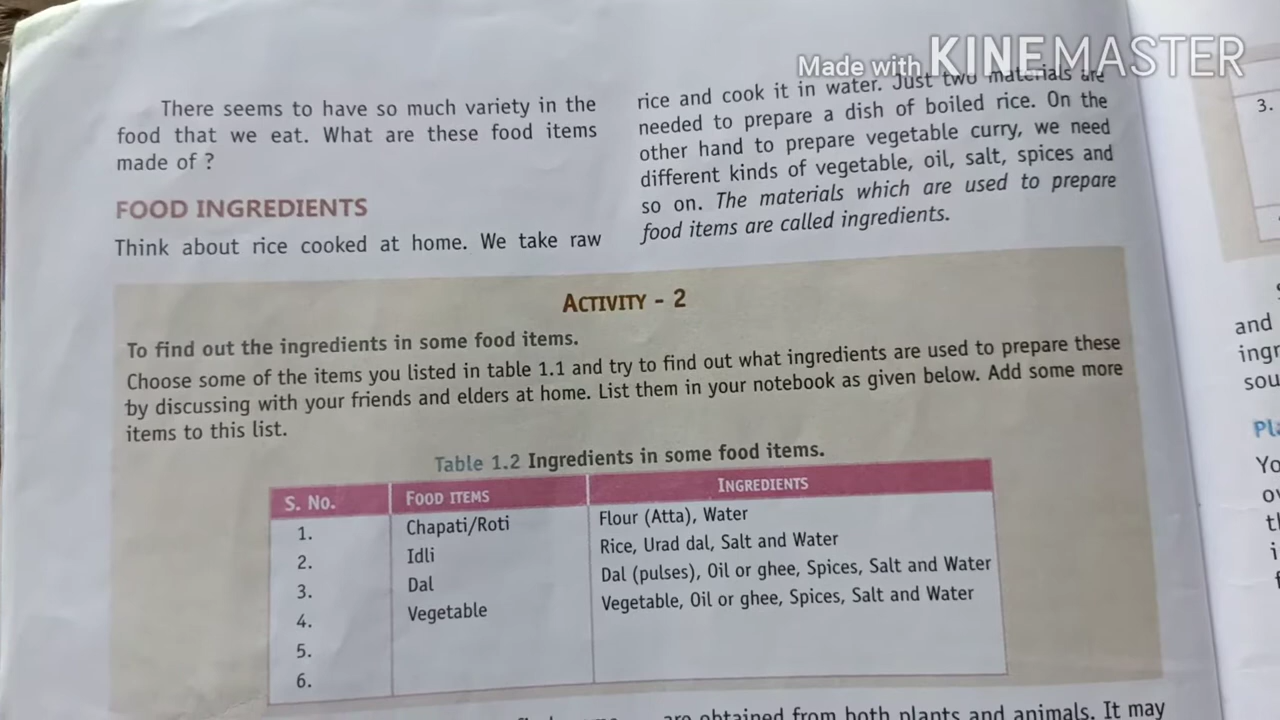 Made with KINEMASTER
There seems to have so much variety in the
food that we eat. What are these food items
made of ?
FOOD INGREDIENTS
Think about rice cooked at home. We take raw
rice and cook it in water. Just two materials are
needed to prepare a dish of boiled rice. On the
other hand to prepare vegetable curry, we need
different kinds of vegetable, oil, salt, spices and
so on. The materials which are used to prepare
food items are called ingredients.
ACTIVITY - 2
To find out the ingredients in some food items.
Choose some of the items you listed in table 1.1 and try to find out what ingredients are used to prepare these
by discussing with your friends and elders at home. List them in your notebook as given below. Add some more
items to this list.
Table 1.2 Ingredients in some food items.
S. No. FOOD ITEMS INGREDIENTS
1. Chapati/Roti Flour (Atta), Water
2. Idli Rice, Urad dal, Salt and Water
3. Dal Dal (pulses), Oil or ghee, Spices, Salt and Water
4. Vegetable Vegetable, Oil or ghee, Spices, Salt and Water
5.
6.
are obtained from both plants and animals. It may
3.
and